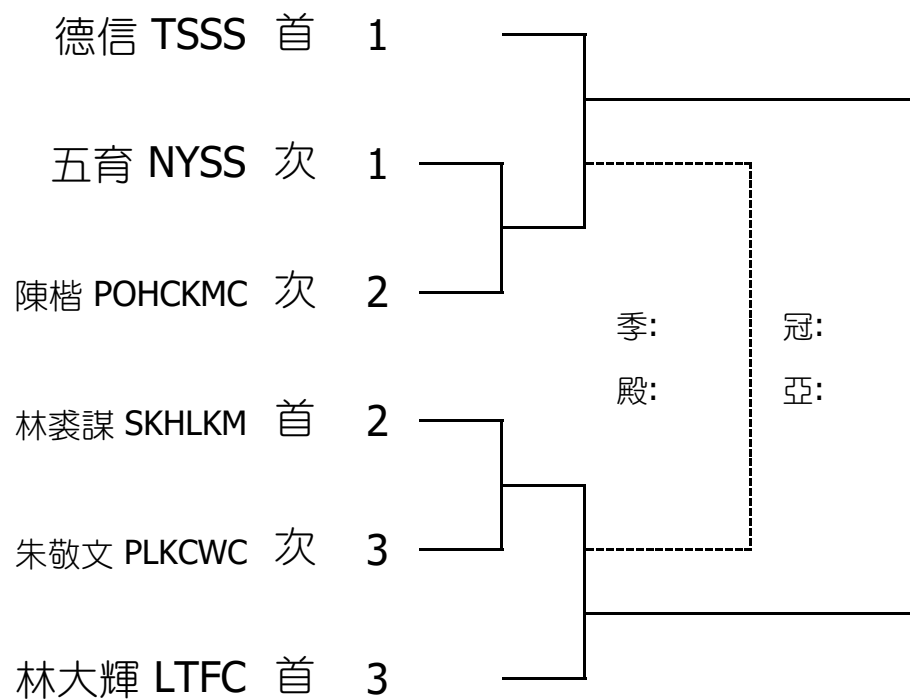 德信 TSSS 首 1
五育 NYSS 次 1
陳楷 POHCKMC 次 2
季: 冠:
殿: 亞:
林裘謀 SKHLKM 首 2
朱敬文 PLKCWC 次 3
林大輝 LTFC 首 3